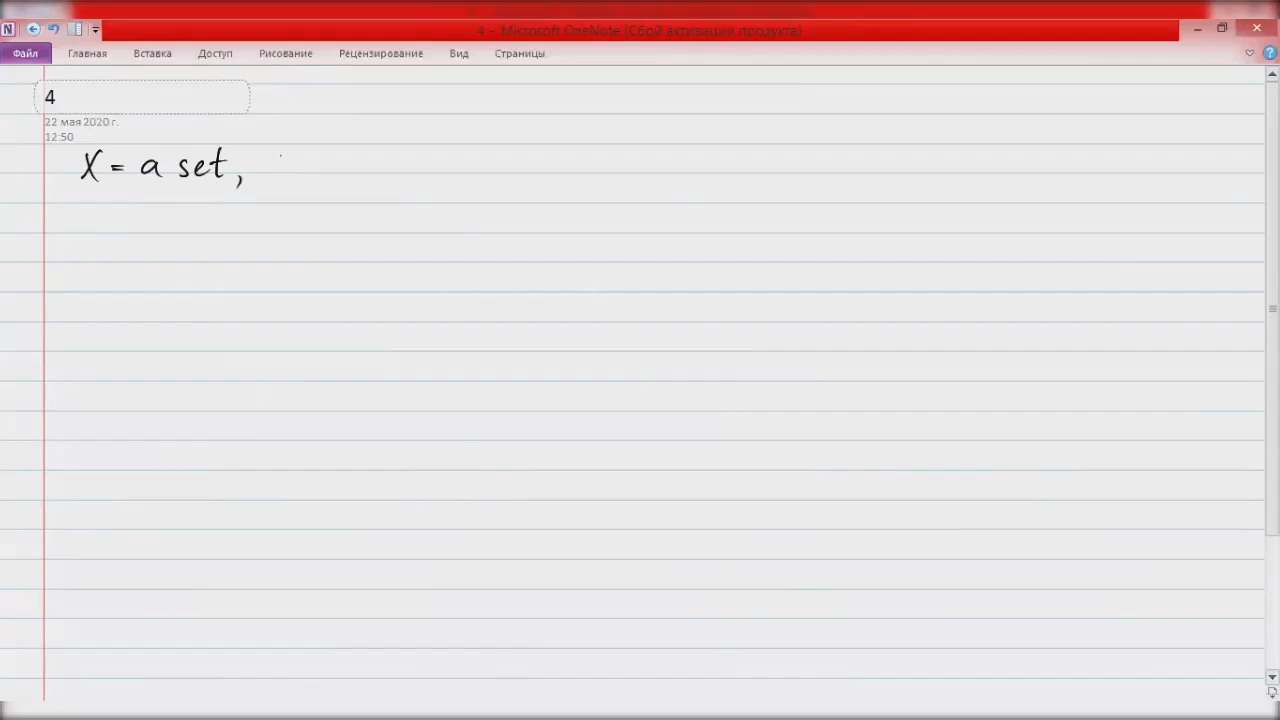 4 - Microsoft OneNote (Сбой активации продукта)
Файл Главная Вставка Доступ Рисование Рецензирование Вид Страницы
4
22 мая 2020 г.
12:50
X = a set,